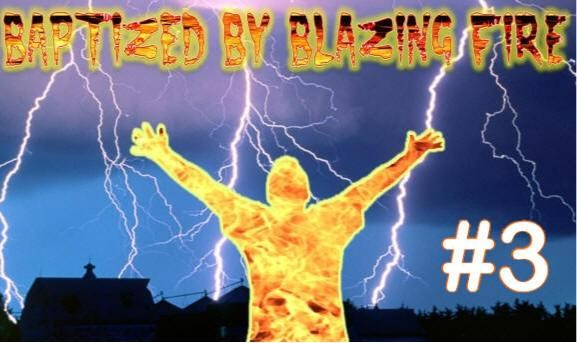 BAPTIZED BY BLAZING FIRE
#3